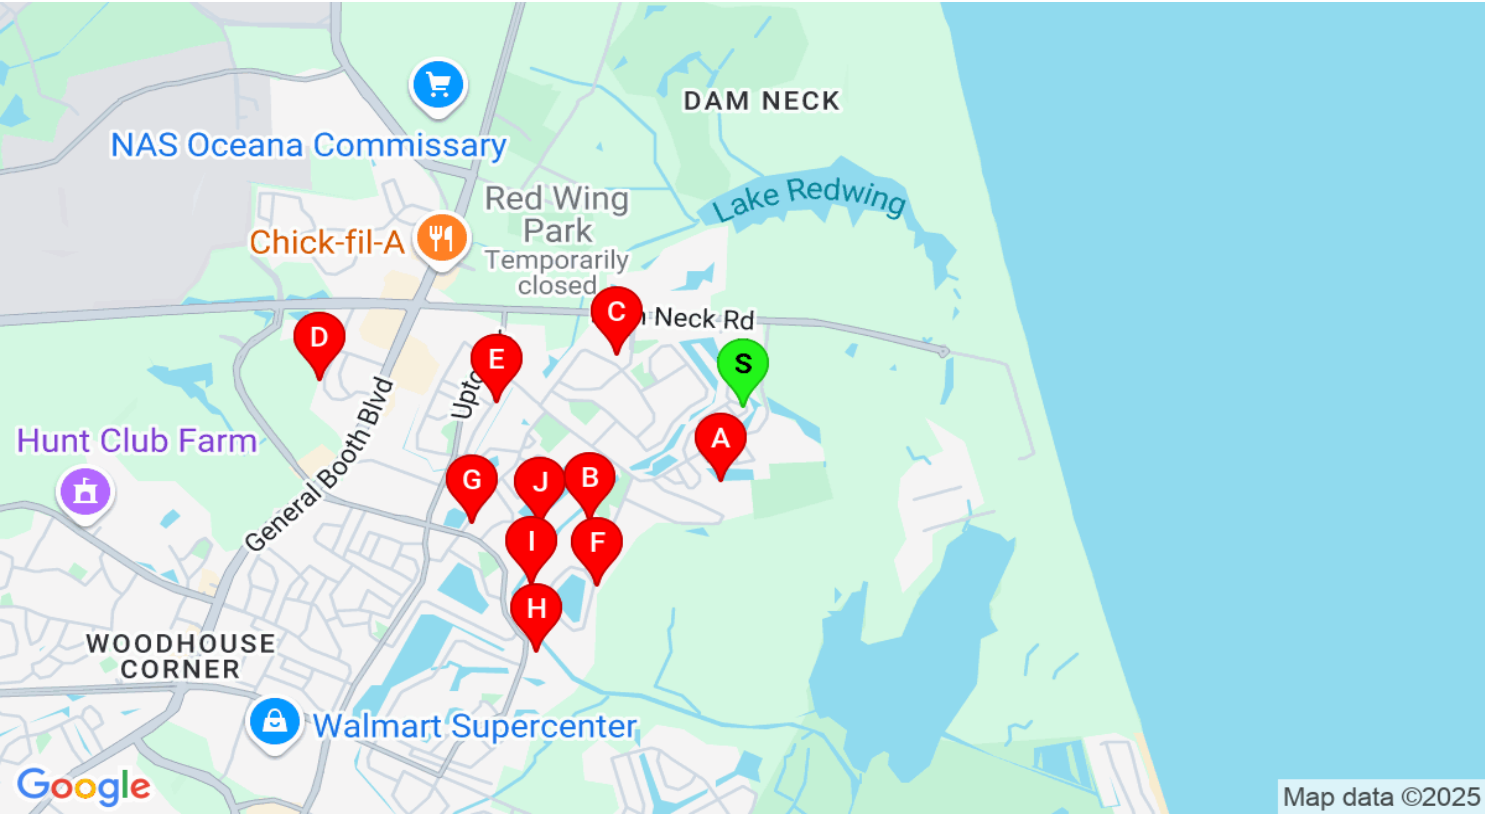 DAM NECK
NAS Oceana Commissary
Lake Redwing
Red Wing
Park
Temporarily
closed
Chick-fil-A
C
Neck Rd
D
E
S
General Booth Blvd
Hunt Club Farm
A
G
J
B
I
F
H
WOODHOUSE
CORNER
Walmart Supercenter
Google
Map data ©2025